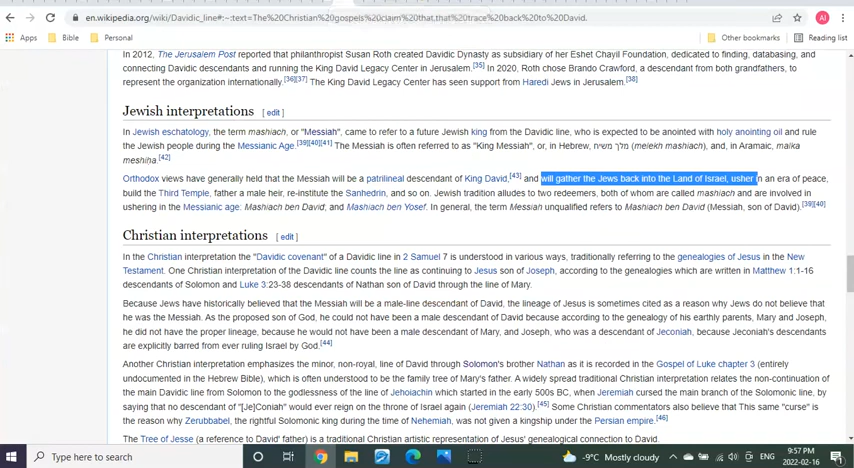 en.wikipedia.org/wiki/Davidic_line#:~:text=The%20Christian%20gospels%20claim%20that,that%20trace%20back%20to%20David.
AI
Apps Bible Personal Other bookmarks Reading list
In 2012, The Jerusalem Post reported that philanthropist Susan Roth created Davidic Dynasty as subsidiary of her Eshet Chayil Foundation, dedicated to finding, databasing, and
connecting Davidic descendants and running the King David Legacy Center in Jerusalem.[35] In 2020, Roth chose Brando Crawford, a descendant from both grandfathers, to
represent the organization internationally.[36][37] The King David Legacy Center has seen support from Haredi Jews in Jerusalem.[38]
Jewish interpretations [ edit ]
In Jewish eschatology, the term mashiach, or "Messiah", came to refer to a future Jewish king from the Davidic line, who is expected to be anointed with holy anointing oil and rule
the Jewish people during the Messianic Age.[39][40][41] The Messiah is often referred to as "King Messiah", or, in Hebrew, מלך משיח (melekh mashiach), and, in Aramaic, malka
meshiḥa.[42]
Orthodox views have generally held that the Messiah will be a patrilineal descendant of King David,[43] and will gather the Jews back into the Land of Israel, usher in an era of peace,
build the Third Temple, father a male heir, re-institute the Sanhedrin, and so on. Jewish tradition alludes to two redeemers, both of whom are called mashiach and are involved in
ushering in the Messianic age: Mashiach ben David, and Mashiach ben Yosef. In general, the term Messiah unqualified refers to Mashiach ben David (Messiah, son of David).[39][40]
Christian interpretations [ edit ]
In the Christian interpretation the "Davidic covenant" of a Davidic line in 2 Samuel 7 is understood in various ways, traditionally referring to the genealogies of Jesus in the New
Testament. One Christian interpretation of the Davidic line counts the line as continuing to Jesus son of Joseph, according to the genealogies which are written in Matthew 1:1-16
descendants of Solomon and Luke 3:23-38 descendants of Nathan son of David through the line of Mary.
Because Jews have historically believed that the Messiah will be a male-line descendant of David, the lineage of Jesus is sometimes cited as a reason why Jews do not believe that
he was the Messiah. As the proposed son of God, he could not have been a male descendant of David because according to the genealogy of his earthly parents, Mary and Joseph,
he did not have the proper lineage, because he would not have been a male descendant of Mary, and Joseph, who was a descendant of Jeconiah, because Jeconiah's descendants
are explicitly barred from ever ruling Israel by God.[44]
Another Christian interpretation emphasizes the minor, non-royal, line of David through Solomon's brother Nathan as it is recorded in the Gospel of Luke chapter 3 (entirely
undocumented in the Hebrew Bible), which is often understood to be the family tree of Mary's father. A widely spread traditional Christian interpretation relates the non-continuation of
the main Davidic line from Solomon to the godlessness of the line of Jehoiachin which started in the early 500s BC, when Jeremiah cursed the main branch of the Solomonic line, by
saying that no descendant of "[Je]Coniah" would ever reign on the throne of Israel again (Jeremiah 22:30).[45] Some Christian commentators also believe that This same "curse" is
the reason why Zerubbabel, the rightful Solomonic king during the time of Nehemiah, was not given a kingship under the Persian empire.[46]
The Tree of Jesse (a reference to David' father) is a traditional Christian artistic representation of Jesus' genealogical connection to David.
Type here to search -9°C Mostly cloudy ENG 9:57 PM
2022-02-16